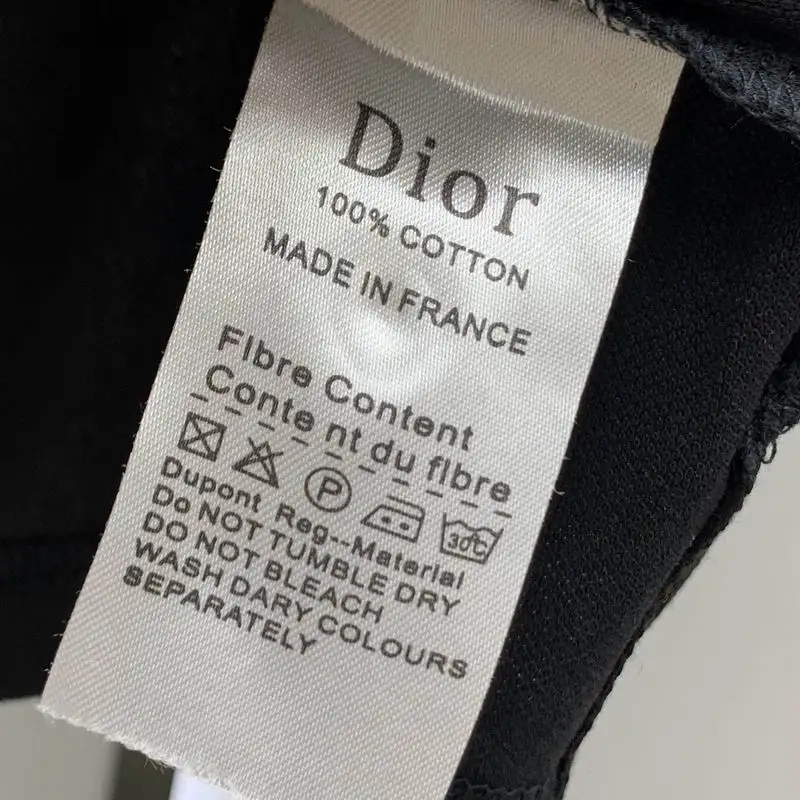 Dior
100% COTTON
MADE IN FRANCE
FIbre Content
Conte nt du fIbre
P 30℃
Dupont Reg--MaterIal
Do NOT TUMBLE DRY
DO NOT BLEACH
WASH DARY COLOURS
SEPARATELY